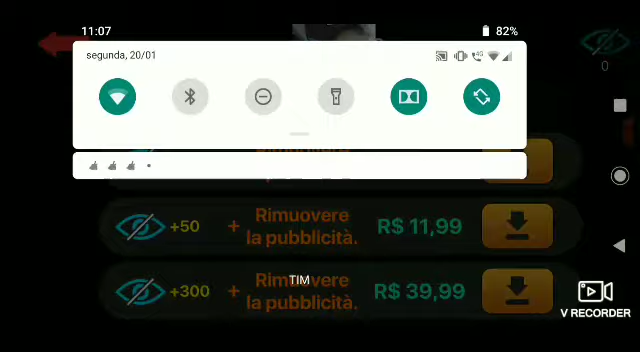 11:07
82%
segunda, 20/01
4G
0
+50
+
Rimuovere
la pubblicità.
R$ 11,99
TIM
+300
+
Rimuovere
la pubblicità.
R$ 39,99
V RECORDER